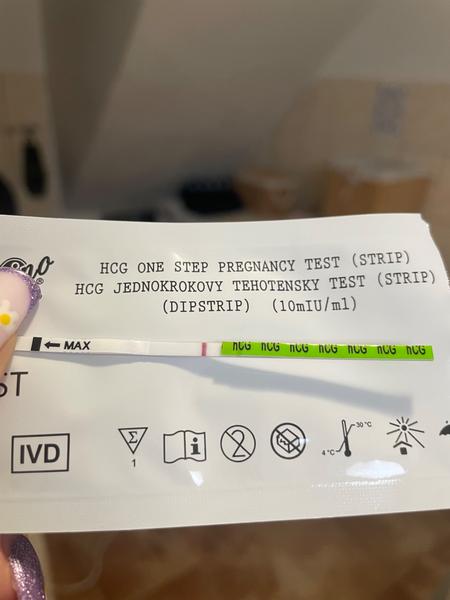 HCG ONE STEP PREGNANCY TEST (STRIP)
HCG JEDNOKROKOVY TEHOTENSKY TEST (STRIP)
(DIPSTRIP) (10mIU/ml)
MAX
HCG HCG HCG HCG HCG HCG HCG
IVD
1
2
i
4°C
30°C